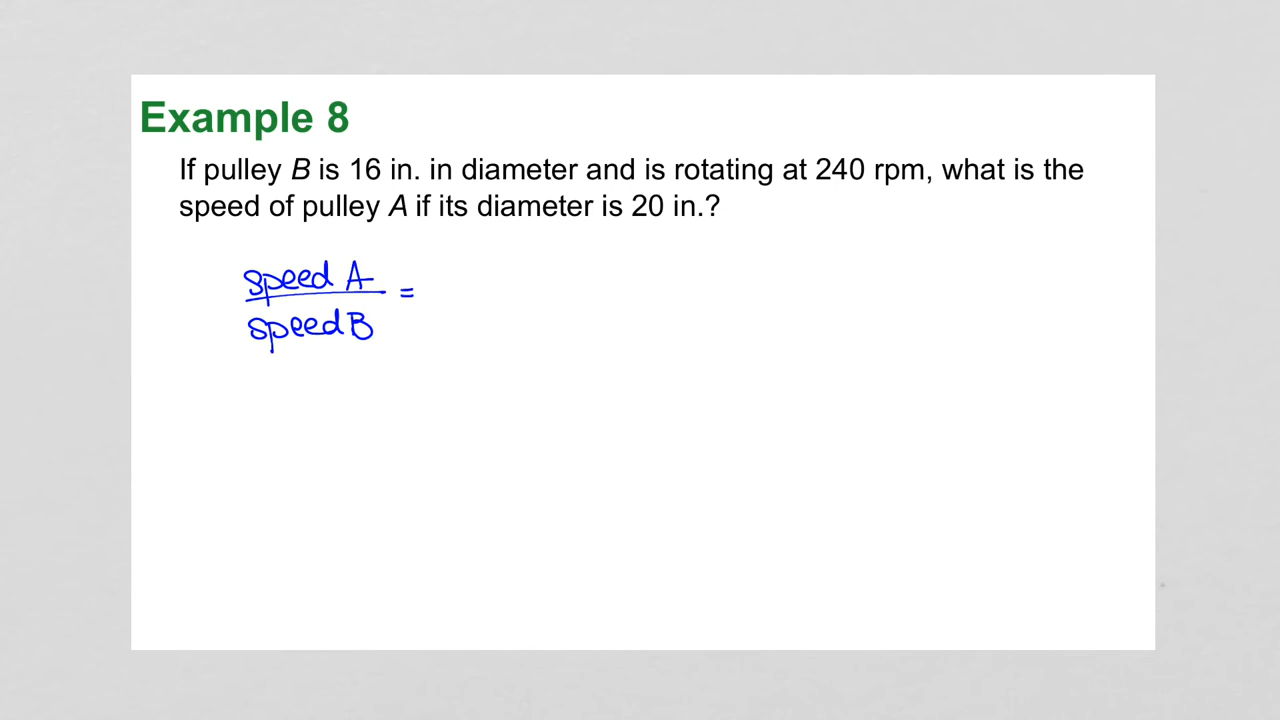 Example 8
If pulley B is 16 in. in diameter and is rotating at 240 rpm, what is the
speed of pulley A if its diameter is 20 in.?
speed A =
speed B